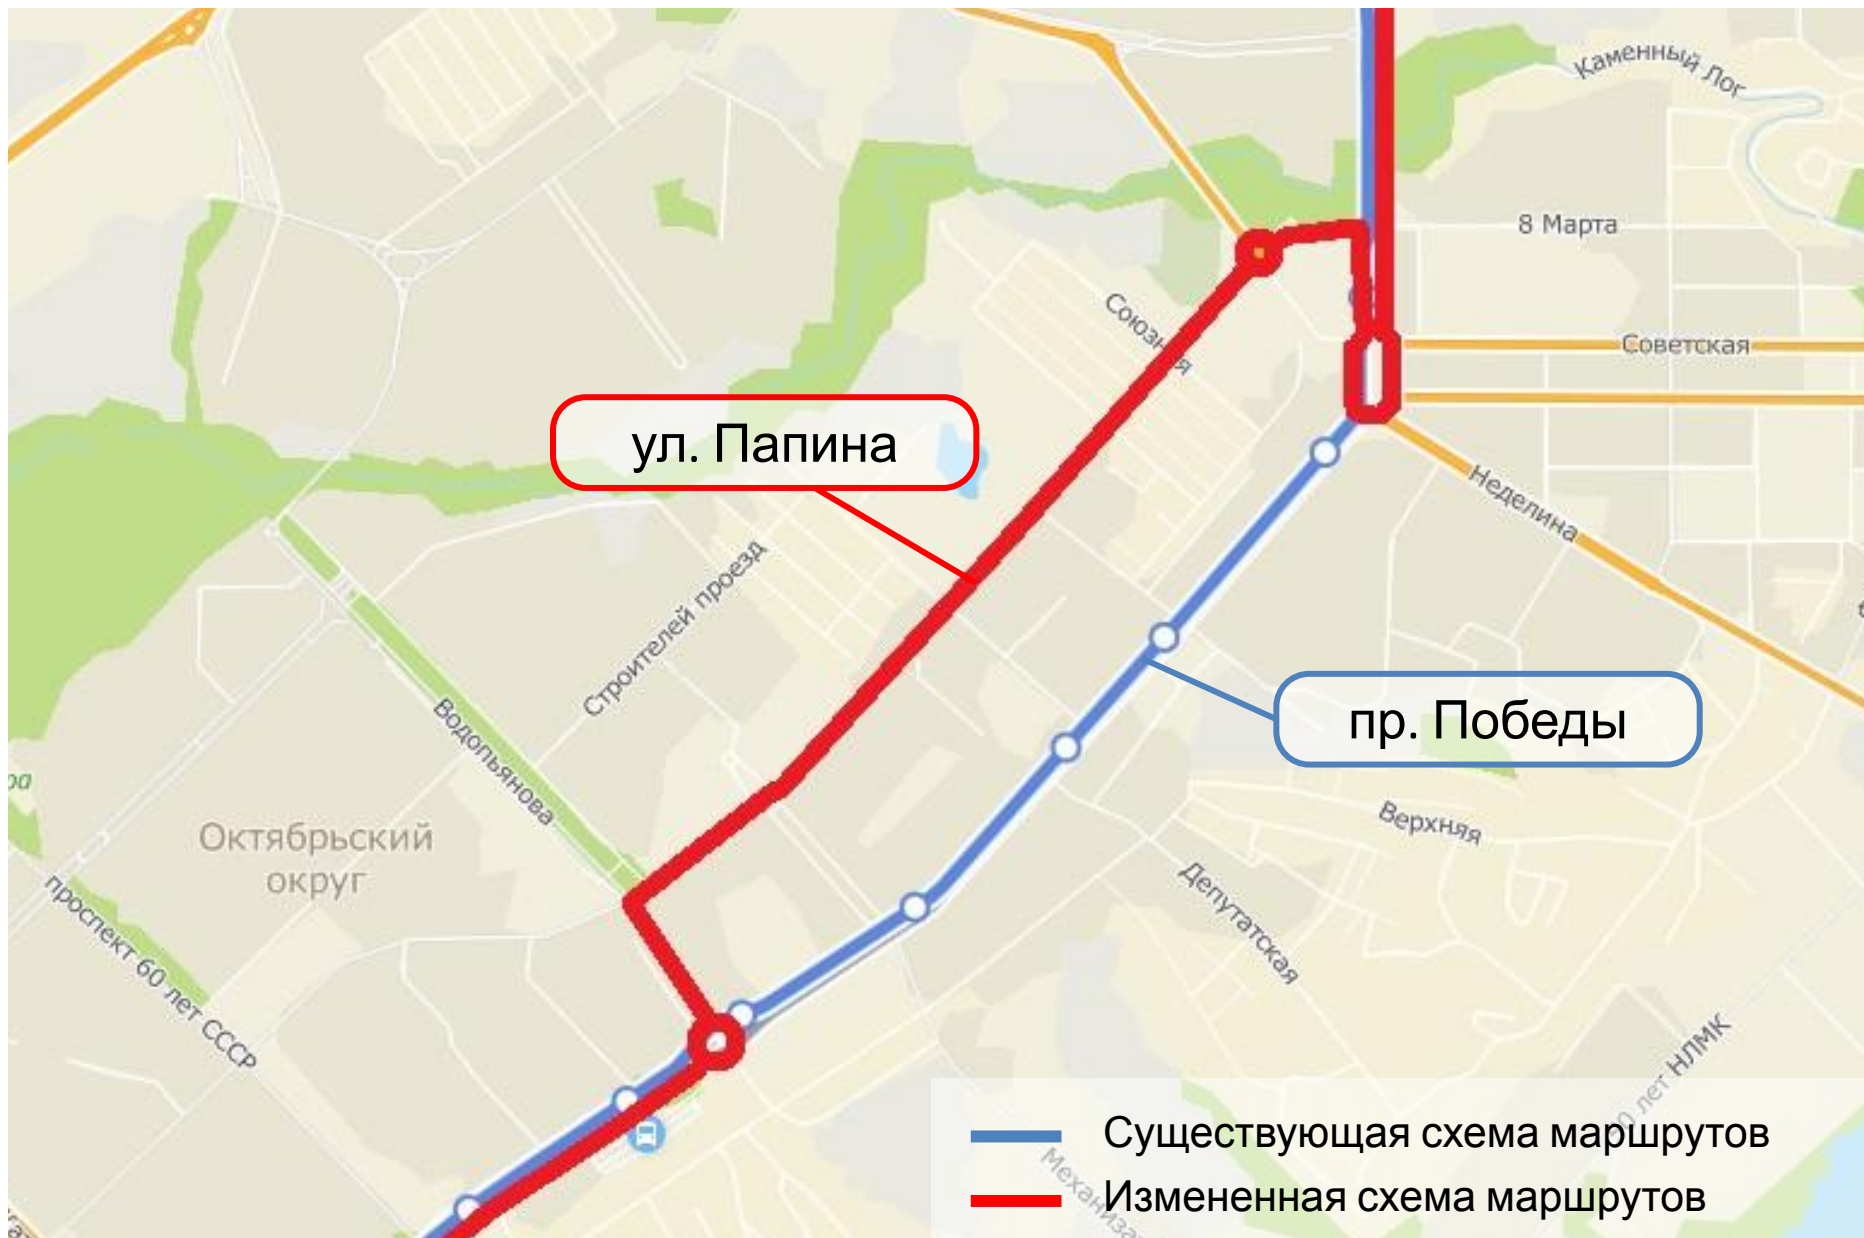 Каменный Лог
8 Марта
Союзная
Советская
ул. Папина
Неделина
Строителей проезд
пр. Победы
Водопьянова
Верхняя
Октябрьский
округ
Депутатская
проспект 60 лет СССР
лет НЛМК
Существующая схема маршрутов
Измененная схема маршрутов